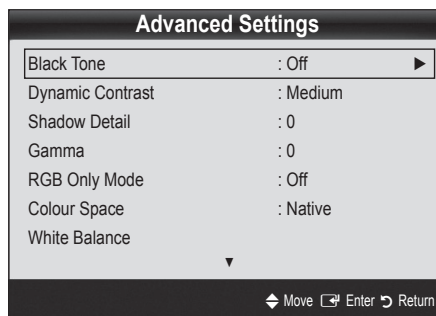 Advanced Settings
Black Tone : Off ▶
Dynamic Contrast : Medium
Shadow Detail : 0
Gamma : 0
RGB Only Mode : Off
Colour Space : Native
White Balance
▼
Move Enter Return